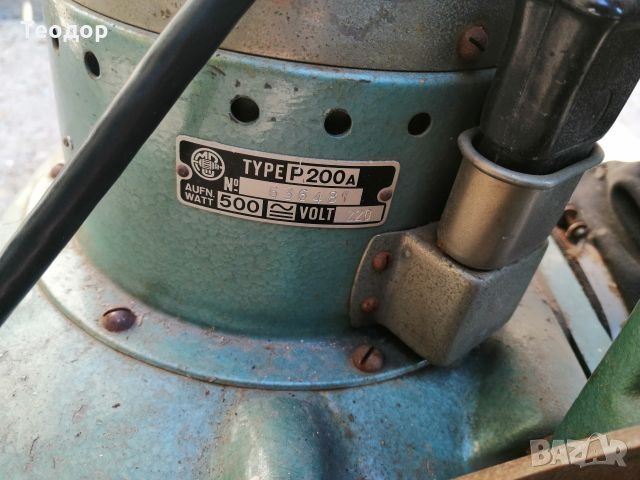 Теодор
TYPE P200A
Nº 636481
AUFN. WATT 500 VOLT 220
BAZAR